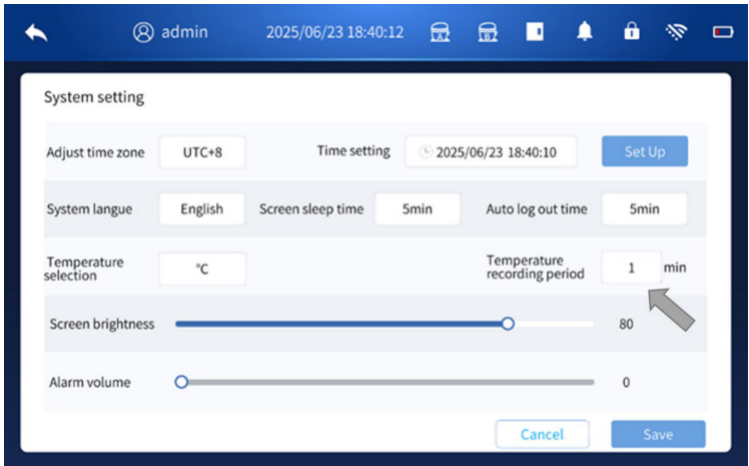 admin 2025/06/23 18:40:12 A B
System setting
Adjust time zone UTC+8 Time setting 2025/06/23 18:40:10 Set Up
System langue English Screen sleep time 5min Auto log out time 5min
Temperature selection °C Temperature recording period 1 min
Screen brightness 80
Alarm volume 0
Cancel Save